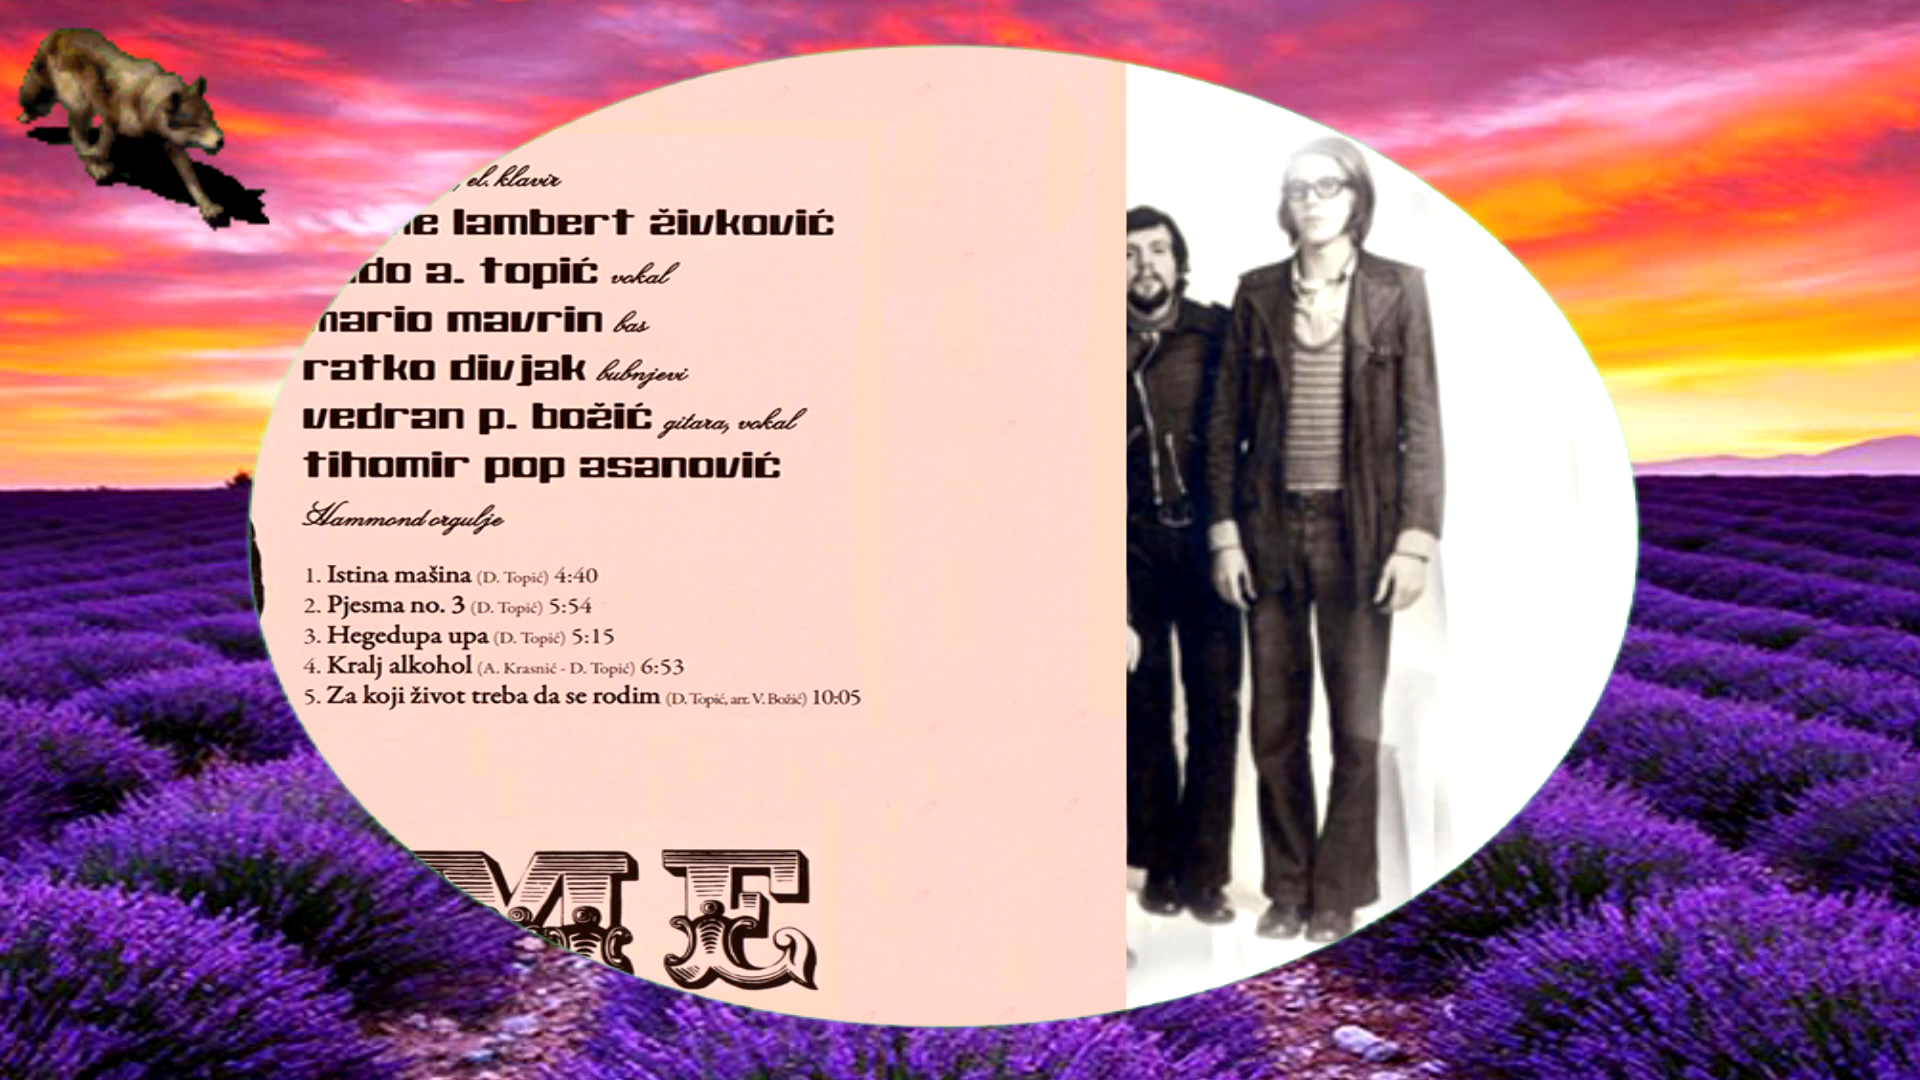 el. klavir
lambert živković
a. topić vokal
mario mavrin bas
ratko divjak bubnjevi
vedran p. božić gitara, vokal
tihomir pop asanović
Hammond orgulje
1. Istina mašina (D. Topić) 4:40
2. Pjesma no. 3 (D. Topić) 5:54
3. Hegedupa upa (D. Topić) 5:15
4. Kralj alkohol (A. Krasnić - D. Topić) 6:53
5. Za koji život treba da se rodim (D. Topić, arr. V. Božić) 10:05
ME